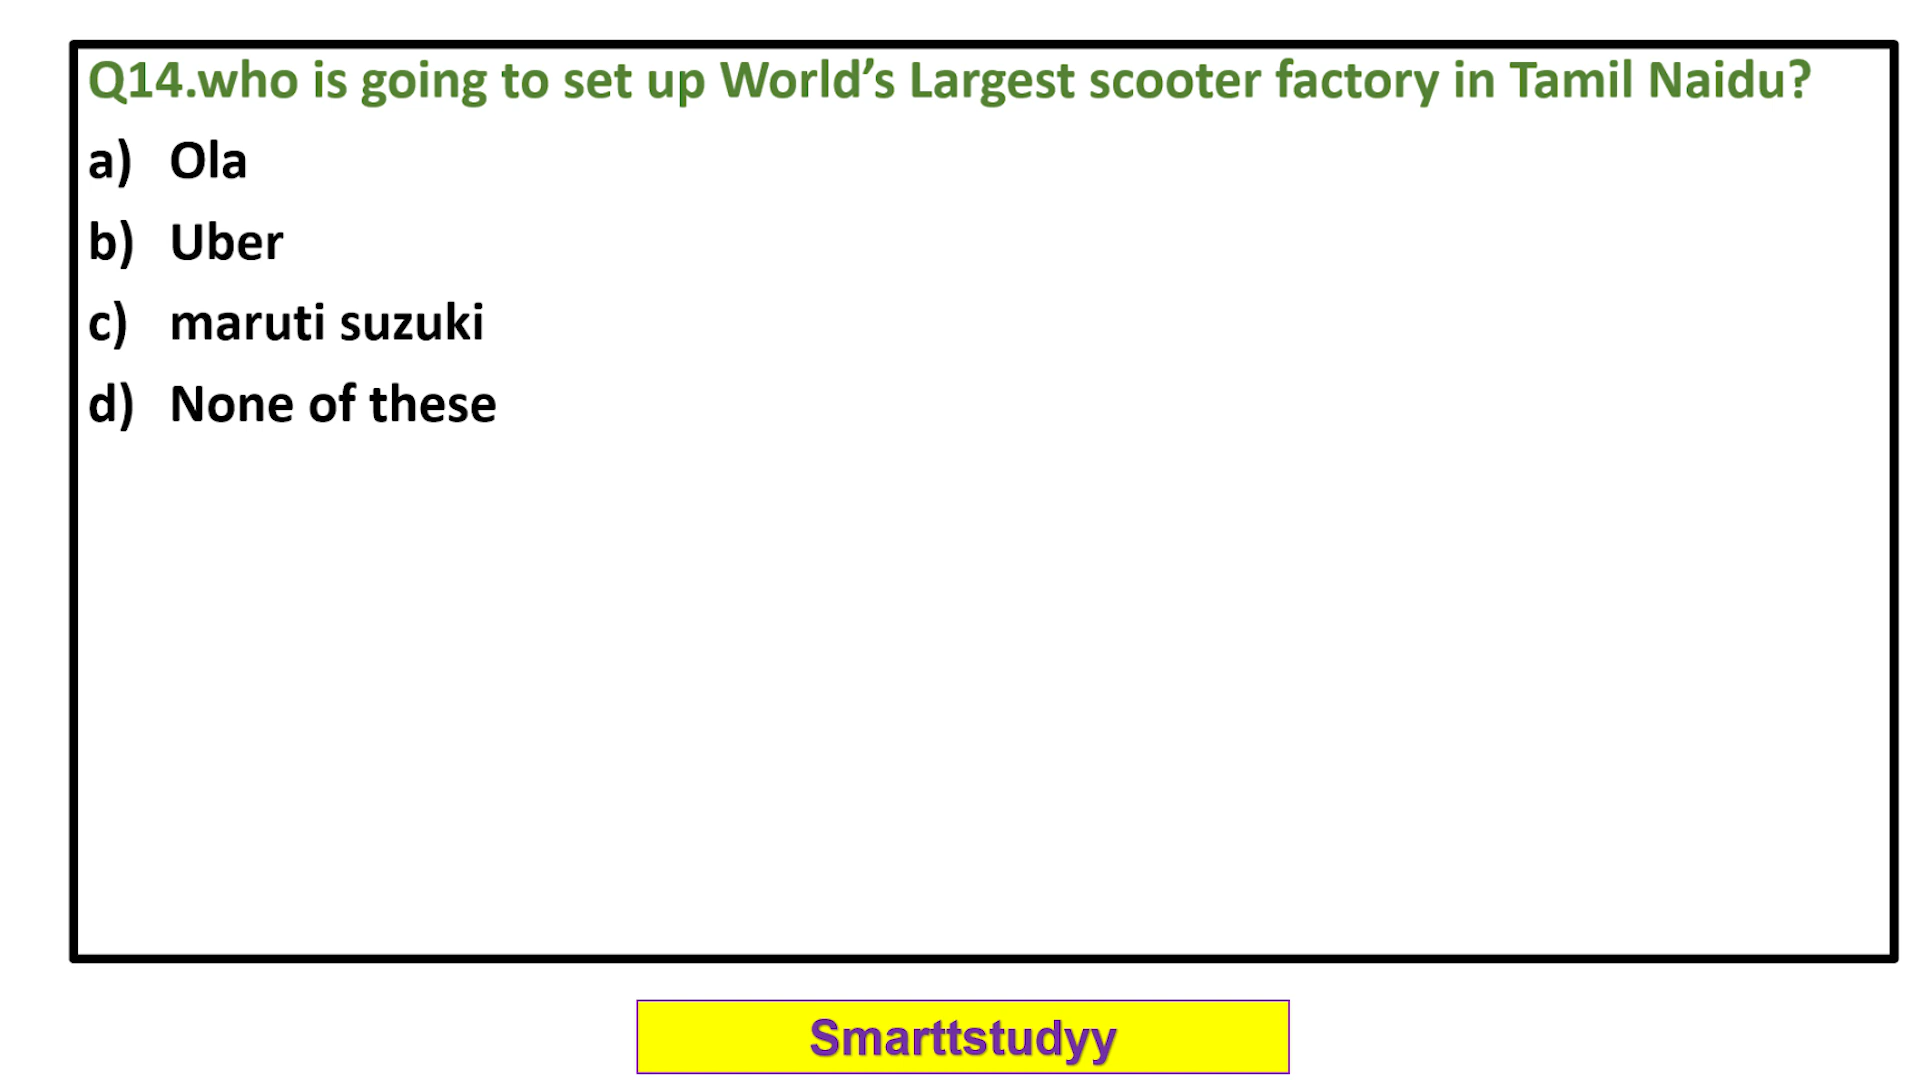 Q14.who is going to set up World’s Largest scooter factory in Tamil Naidu?
a) Ola
b) Uber
c) maruti suzuki
d) None of these
Smarttstudyy